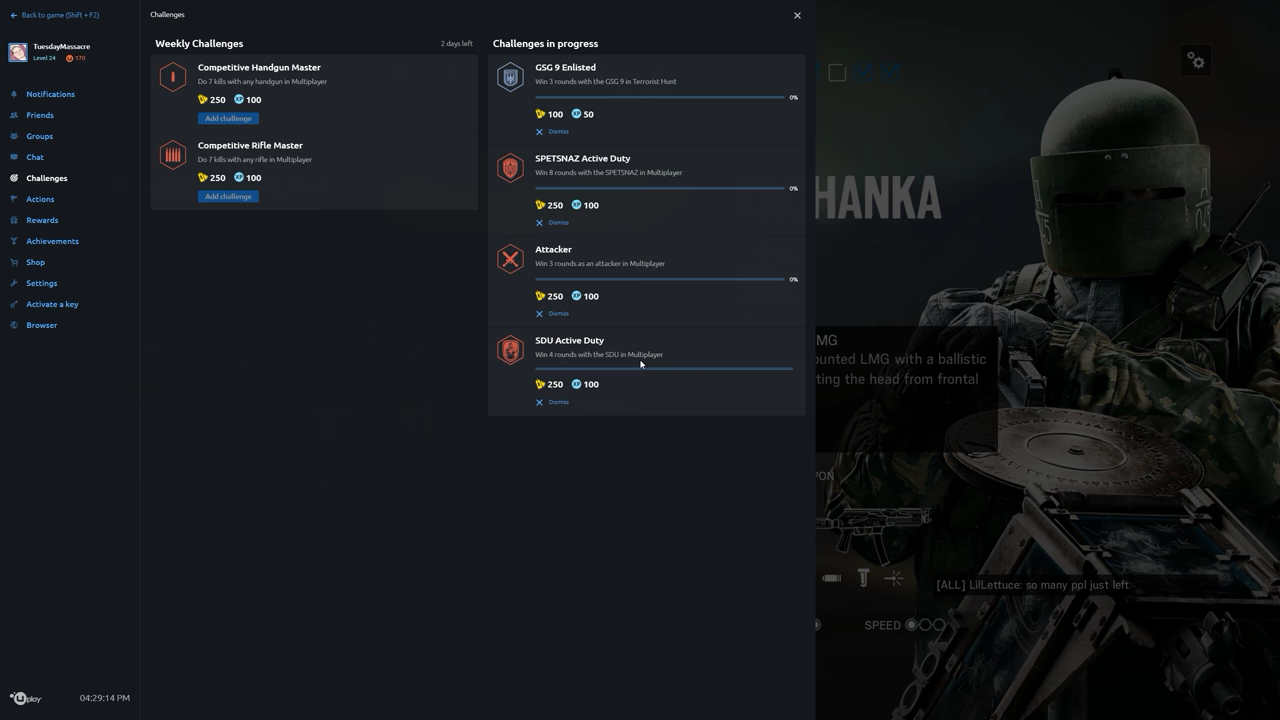 Back to game (Shift + F2)
TuesdayMassacre
Level 24 170
Notifications
Friends
Groups
Chat
Challenges
Actions
Rewards
Achievements
Shop
Settings
Activate a key
Browser
uplay
04:29:14 PM
Challenges
Weekly Challenges
2 days left
Competitive Handgun Master
Do 7 kills with any handgun in Multiplayer
250 XP 100
Add challenge
Competitive Rifle Master
Do 7 kills with any rifle in Multiplayer
250 XP 100
Add challenge
Challenges in progress
GSG 9 Enlisted
Win 3 rounds with the GSG 9 in Terrorist Hunt
0%
100 XP 50
Dismiss
SPETSNAZ Active Duty
Win 8 rounds with the SPETSNAZ in Multiplayer
0%
250 XP 100
Dismiss
Attacker
Win 3 rounds as an attacker in Multiplayer
0%
250 XP 100
Dismiss
SDU Active Duty
Win 4 rounds with the SDU in Multiplayer
250 XP 100
Dismiss
HANKA
MG
ounted LMG with a ballistic
ting the head from frontal
PON
[ALL] LilLettuce: so many ppl just left
SPEED